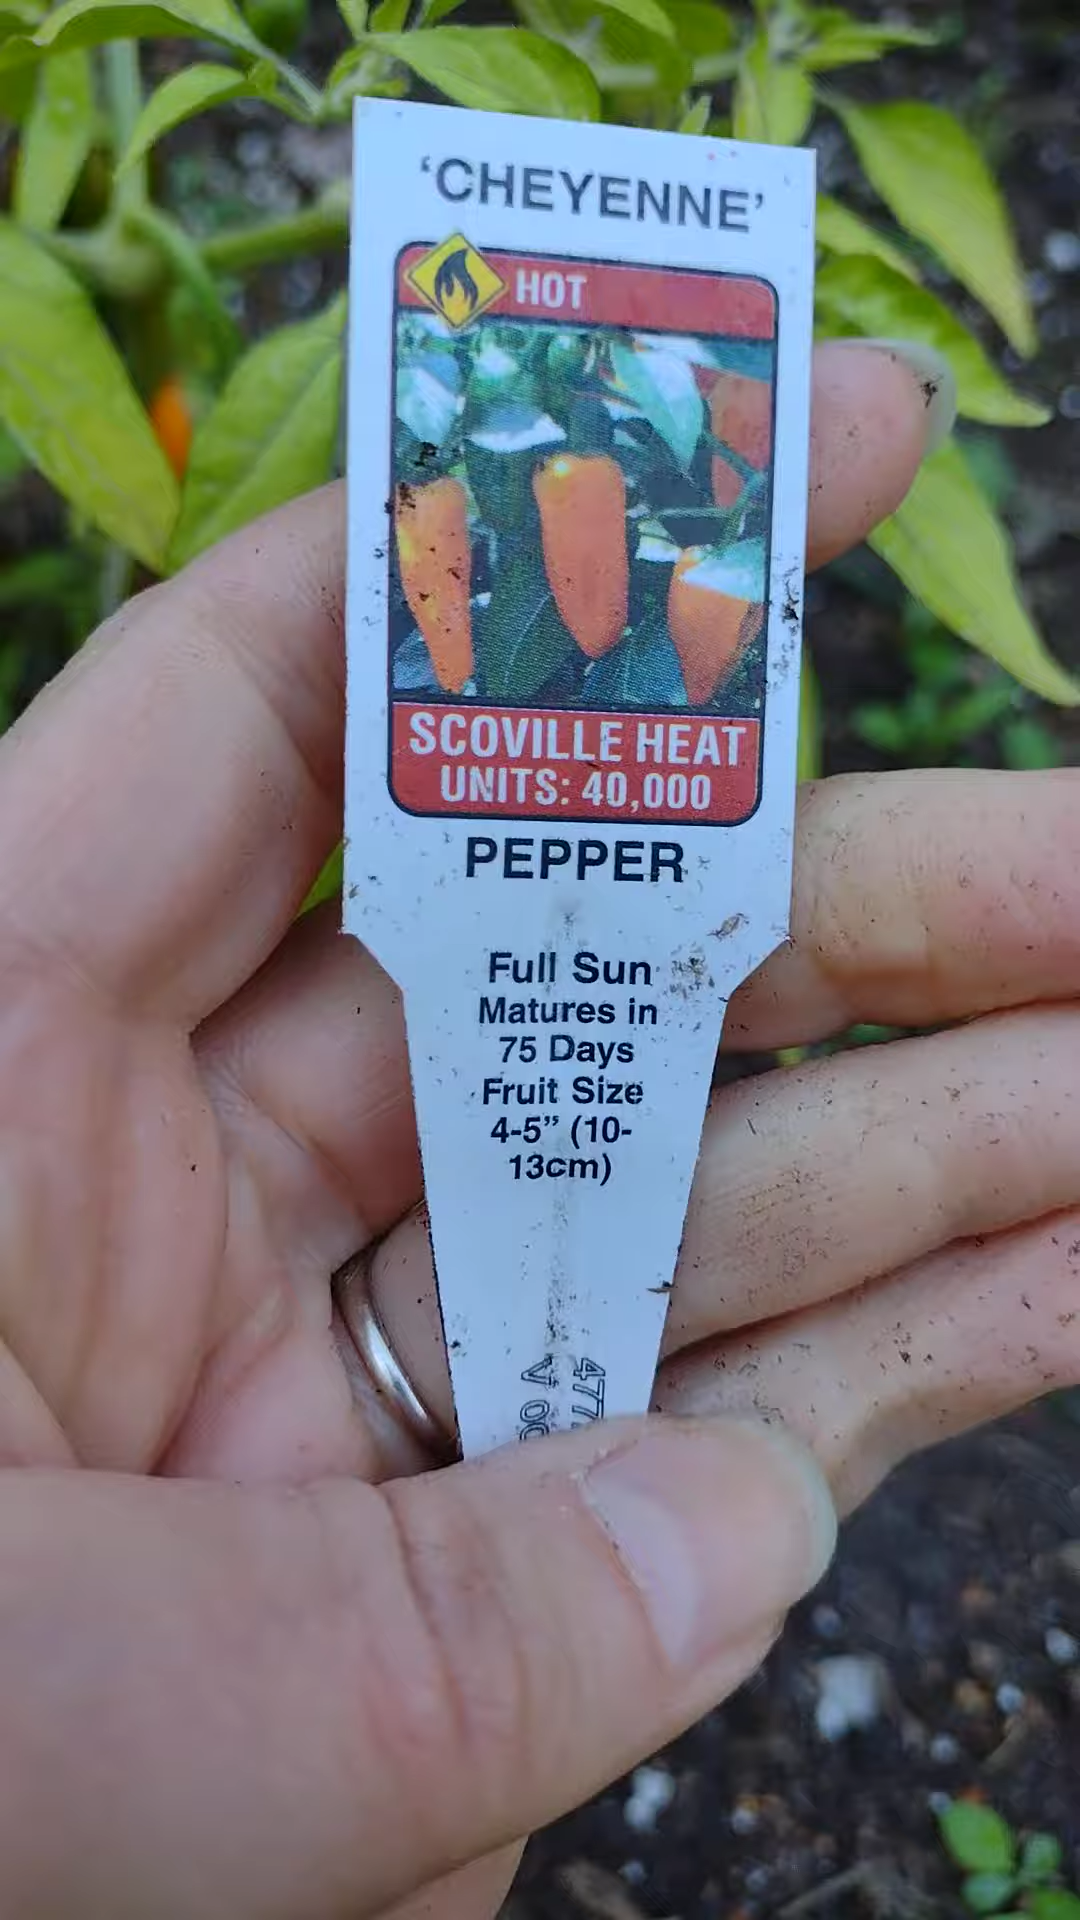 ‘CHEYENNE’
HOT
SCOVILLE HEAT
UNITS: 40,000
PEPPER
Full Sun
Matures in
75 Days
Fruit Size
4-5” (10-
13cm)